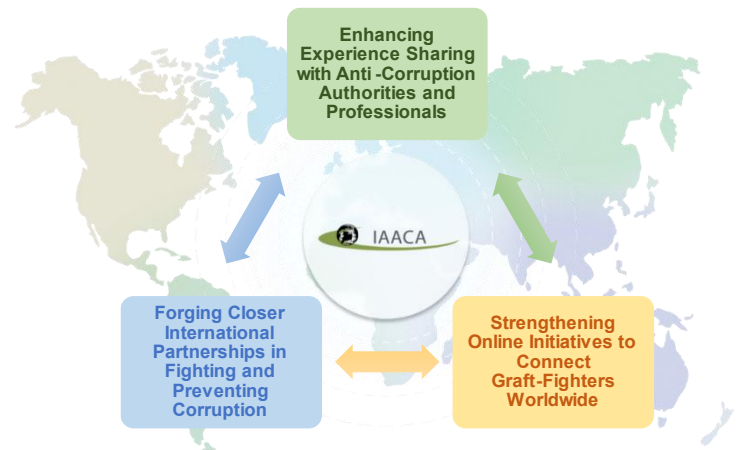 Enhancing
Experience Sharing
with Anti -Corruption
Authorities and
Professionals
IAACA
Forging Closer
International
Partnerships in
Fighting and
Preventing
Corruption
Strengthening
Online Initiatives to
Connect
Graft-Fighters
Worldwide